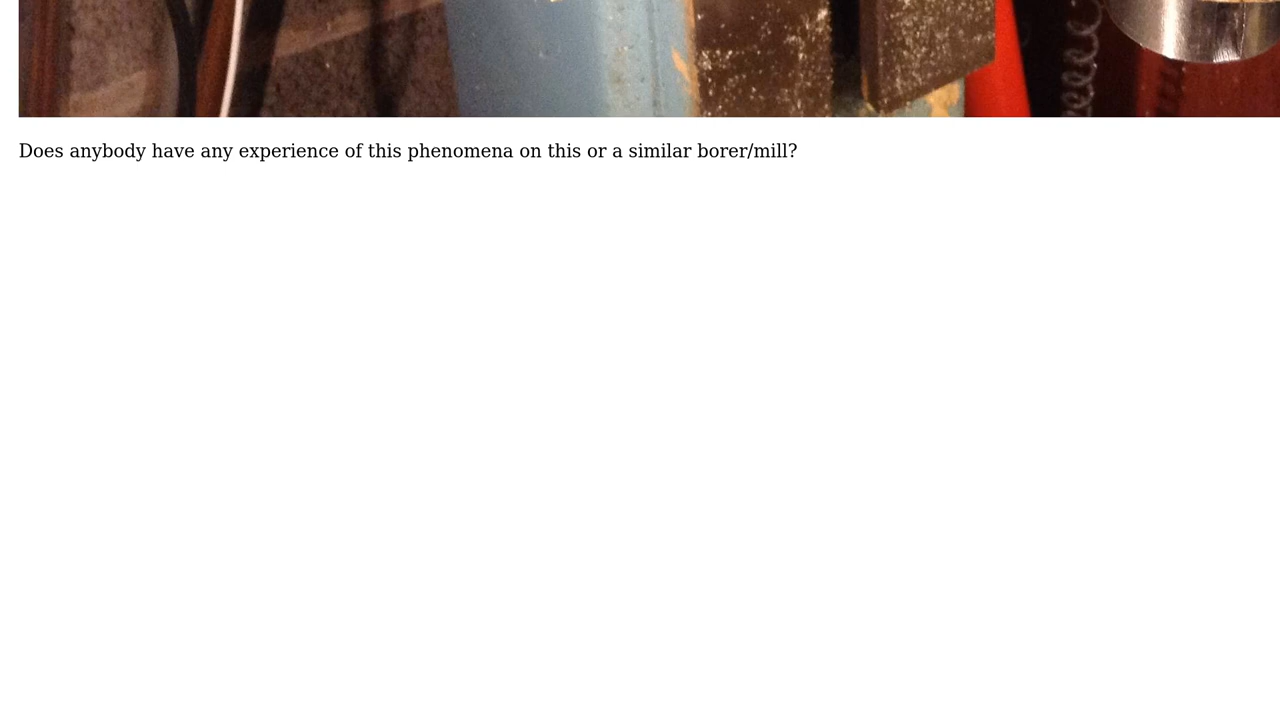 Does anybody have any experience of this phenomena on this or a similar borer/mill?